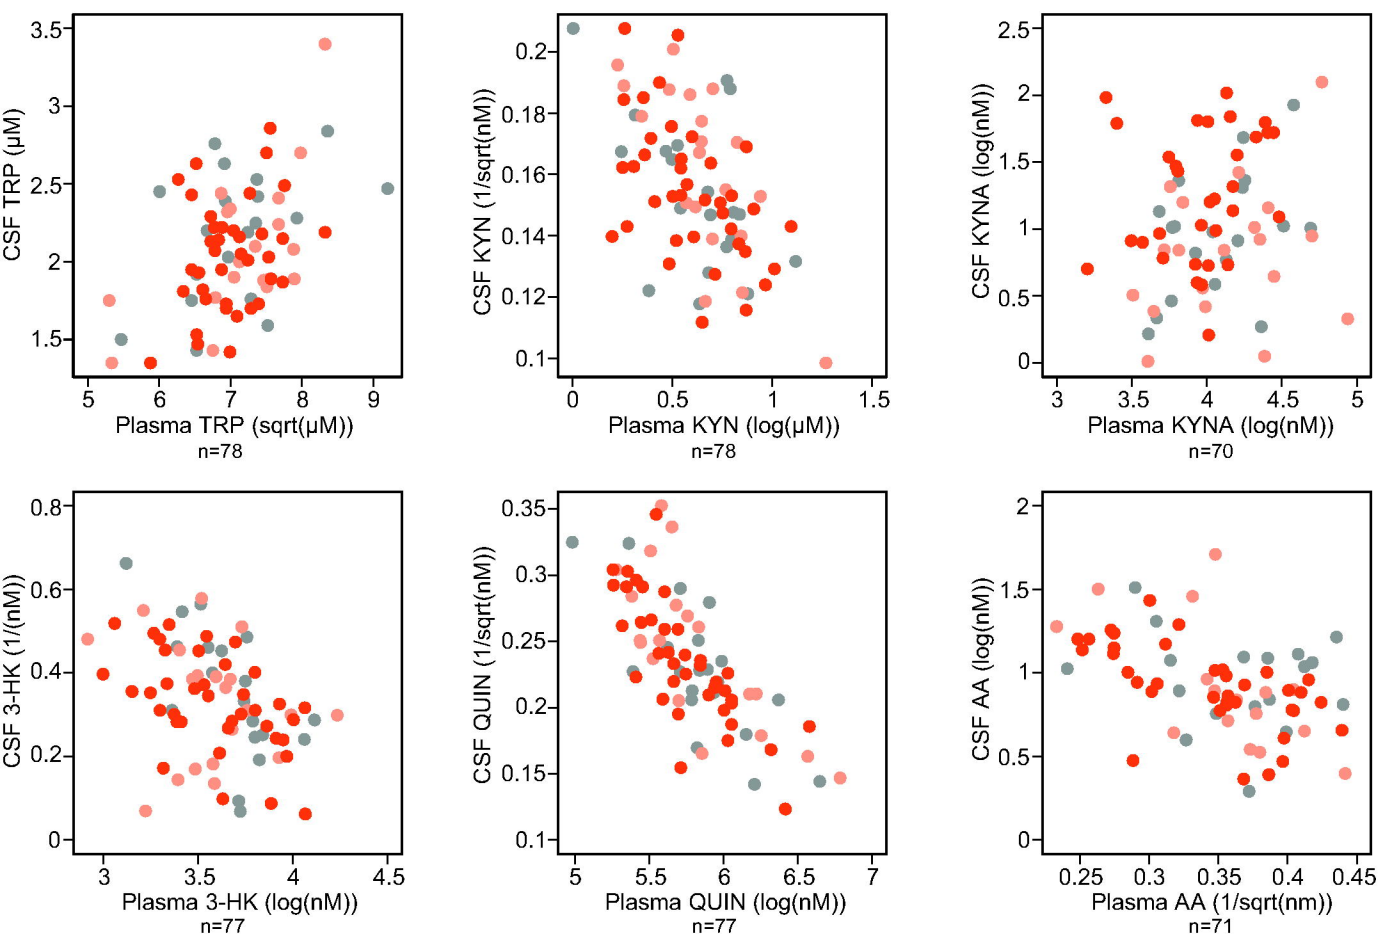 CSF TRP (µM)
3.5
3
2.5
2
1.5
5 6 7 8 9
Plasma TRP (sqrt(µM))
n=78
CSF KYN (1/sqrt(nM))
0.2
0.18
0.16
0.14
0.12
0.1
0 0.5 1 1.5
Plasma KYN (log(µM))
n=78
CSF KYNA (log(nM))
2.5
2
1.5
1
0.5
0
3 3.5 4 4.5 5
Plasma KYNA (log(nM))
n=70
CSF 3-HK (1/(nM))
0.8
0.6
0.4
0.2
0
3 3.5 4 4.5
Plasma 3-HK (log(nM))
n=77
CSF QUIN (1/sqrt(nM))
0.35
0.3
0.25
0.2
0.15
0.1
5 5.5 6 6.5 7
Plasma QUIN (log(nM))
n=77
CSF AA (log(nM))
2
1.5
1
0.5
0
0.25 0.3 0.35 0.4 0.45
Plasma AA (1/sqrt(nm))
n=71